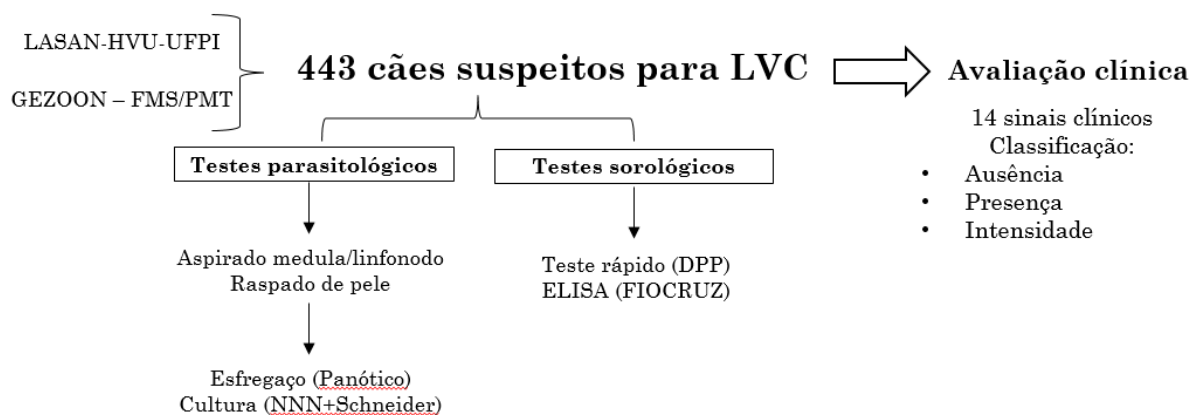 LASAN-HVU-UFPI
GEZOON – FMS/PMT
443 cães suspeitos para LVC
Avaliação clínica
14 sinais clínicos
Classificação:
• Ausência
• Presença
• Intensidade
Testes parasitológicos
Aspirado medula/linfonodo
Raspado de pele
Esfregaço (Panótico)
Cultura (NNN+Schneider)
Testes sorológicos
Teste rápido (DPP)
ELISA (FIOCRUZ)